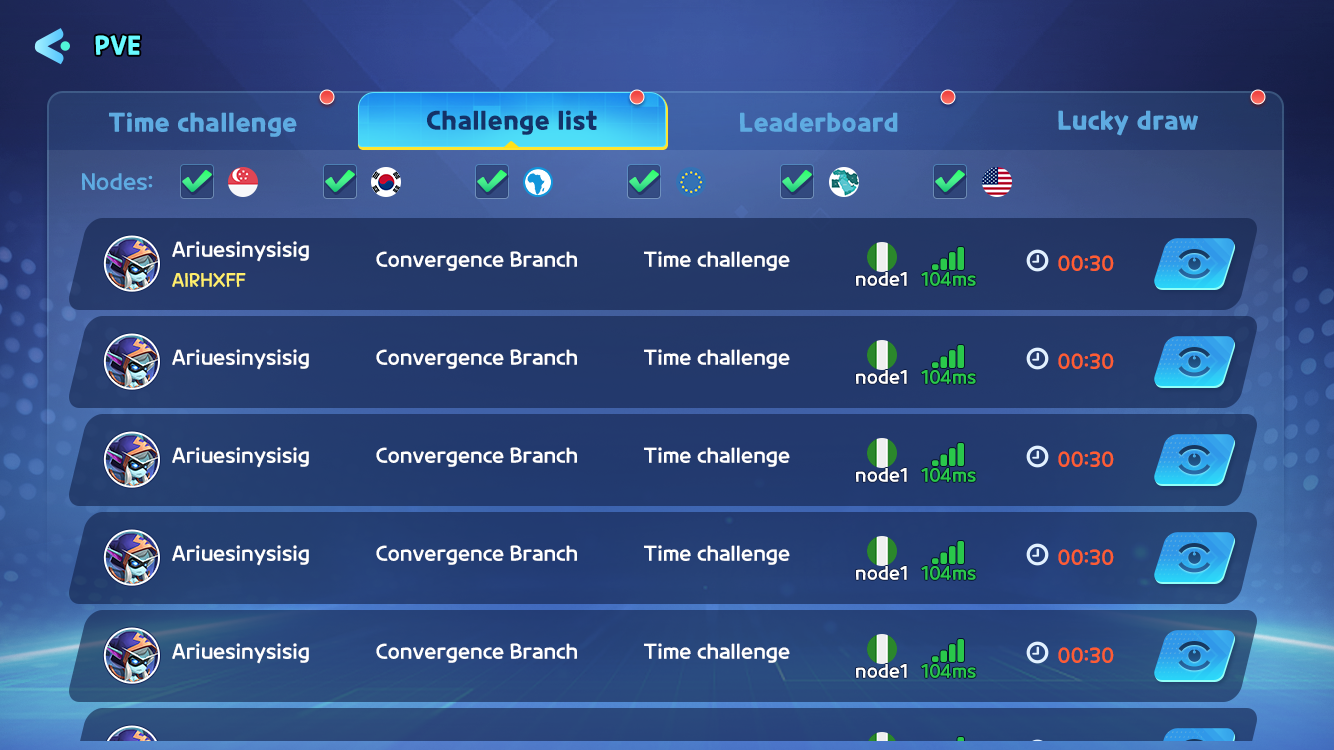 PVE
Time challenge
Challenge list
Leaderboard
Lucky draw
Nodes:
Ariuesinysisig
AIRHXFF
Convergence Branch
Time challenge
node1
104ms
00:30
Ariuesinysisig
Convergence Branch
Time challenge
node1
104ms
00:30
Ariuesinysisig
Convergence Branch
Time challenge
node1
104ms
00:30
Ariuesinysisig
Convergence Branch
Time challenge
node1
104ms
00:30
Ariuesinysisig
Convergence Branch
Time challenge
node1
104ms
00:30